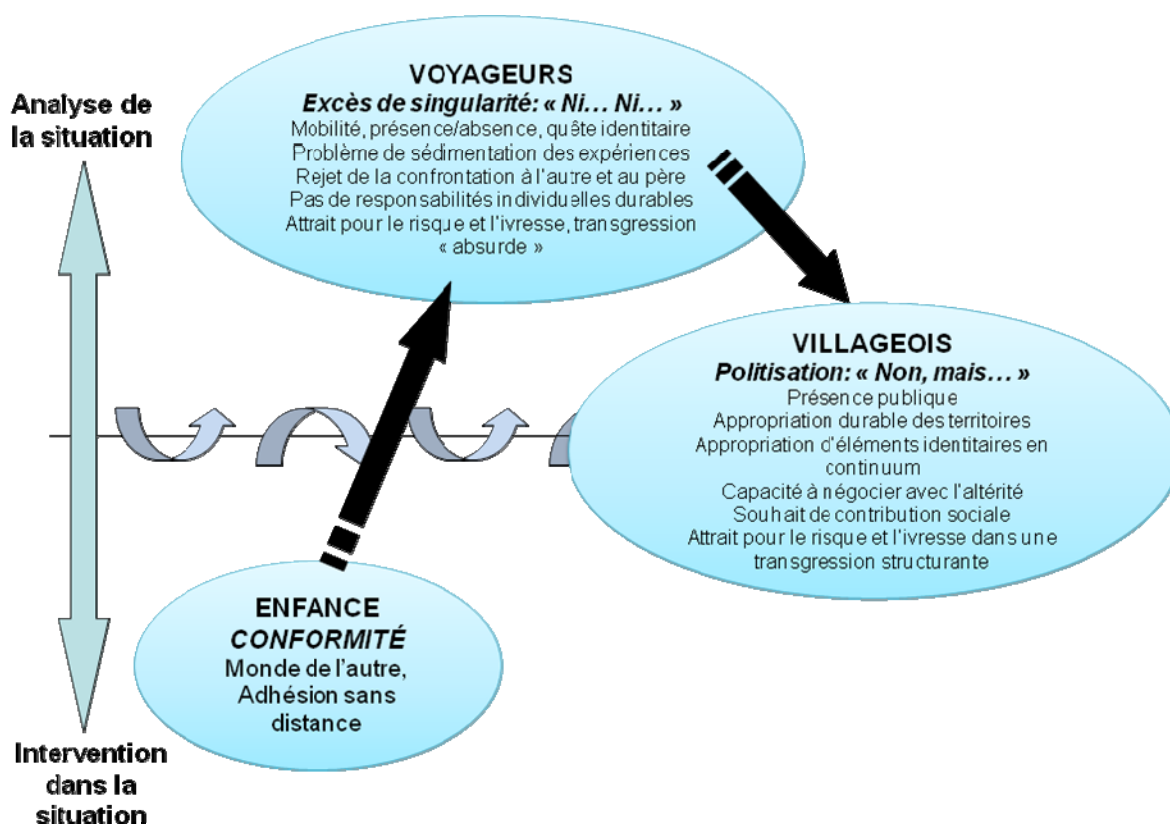 Analyse de
la situation
VOYAGEURS
Excès de singularité: « Ni… Ni… »
Mobilité, présence/absence, quête identitaire
Problème de sédimentation des expériences
Rejet de la confrontation à l'autre et au père
Pas de responsabilités individuelles durables
Attrait pour le risque et l'ivresse, transgression
« absurde »
VILLAGEOIS
Politisation: « Non, mais… »
Présence publique
Appropriation durable des territoires
Appropriation d'éléments identitaires en
continuum
Capacité à négocier avec l'altérité
Souhait de contribution sociale
Attrait pour le risque et l'ivresse dans une
transgression structurante
ENFANCE
CONFORMITÉ
Monde de l'autre,
Adhésion sans
distance
Intervention
dans la
situation